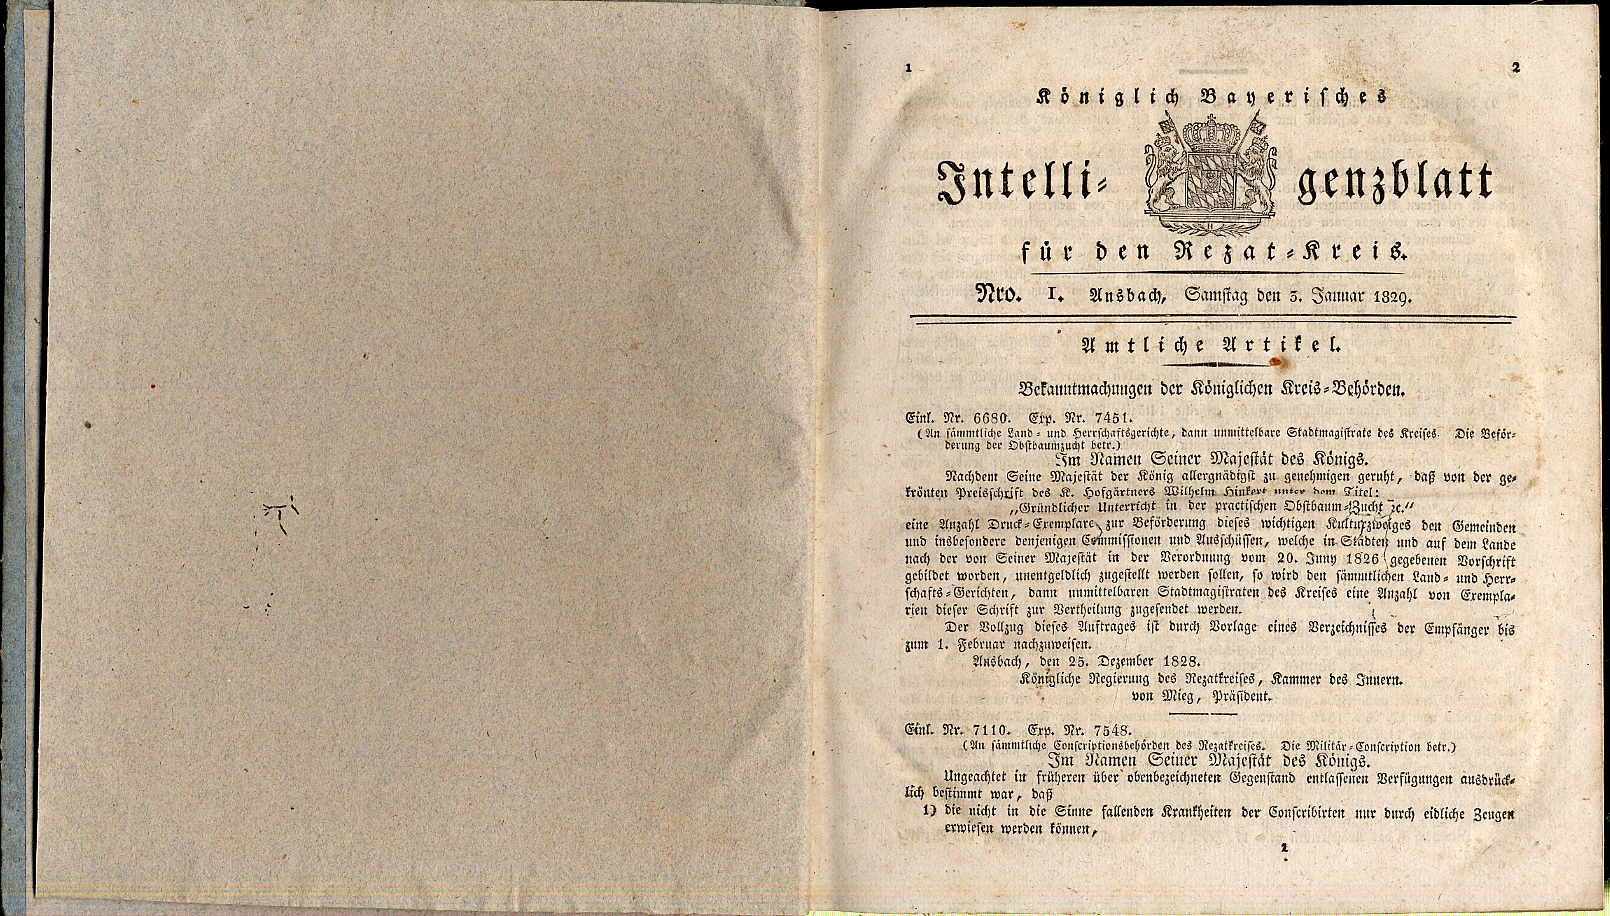 1
2
Königlich Bayerisches
Intelli- genzblatt
für den Rezat-Kreis.
Nro. 1. Ansbach, Samstag den 3. Januar 1829.
Amtliche Artikel.
Bekanntmachungen der Königlichen Kreis-Behörden.
Einl. Nr. 6680. Exp. Nr. 7451.
(An sämmtliche Land- und Herrschaftsgerichte, dann unmittelbare Stadtmagistrate des Kreises. Die Beför-
derung der Obstbaumzucht betr.)
Im Namen Seiner Majestät des Königs.
Nachdem Seine Majestät der König allergnädigst zu genehmigen geruht, daß von der ge-
krönten Preisschrift des K. Hofgärtners Wilhelm Hinkert unter dem Titel:
„Gründlicher Unterricht in der practischen Obstbaum-Zucht ꝛc.“
eine Anzahl Druck-Exemplare zur Beförderung dieses wichtigen Kulturzweiges den Gemeinden
und insbesondere denjenigen Commissionen und Ausschüssen, welche in Städten und auf dem Lande
nach der von Seiner Majestät in der Verordnung vom 20. Juny 1826 gegebenen Vorschrift
gebildet worden, unentgeldlich zugestellt werden sollen, so wird den sämmtlichen Land- und Herr-
schafts-Gerichten, dann unmittelbaren Stadtmagistraten des Kreises eine Anzahl von Exempla-
rien dieser Schrift zur Vertheilung zugesendet werden.
Der Vollzug dieses Auftrages ist durch Vorlage eines Verzeichnisses der Empfänger bis
zum 1. Februar nachzuweisen.
Ansbach, den 25. Dezember 1828.
Königliche Regierung des Rezatkreises, Kammer des Innern.
von Mieg, Präsident.
Einl. Nr. 7110. Exp. Nr. 7548.
(An sämmtliche Conscriptionsbehörden des Rezatkreises. Die Militär-Conscription betr.)
Im Namen Seiner Majestät des Königs.
Ungeachtet in früheren über obenbezeichneten Gegenstand entlassenen Verfügungen ausdrück-
lich bestimmt war, daß
1) die nicht in die Sinne fallenden Krankheiten der Conscribirten nur durch eidliche Zeugen
erwiesen werden können,
2